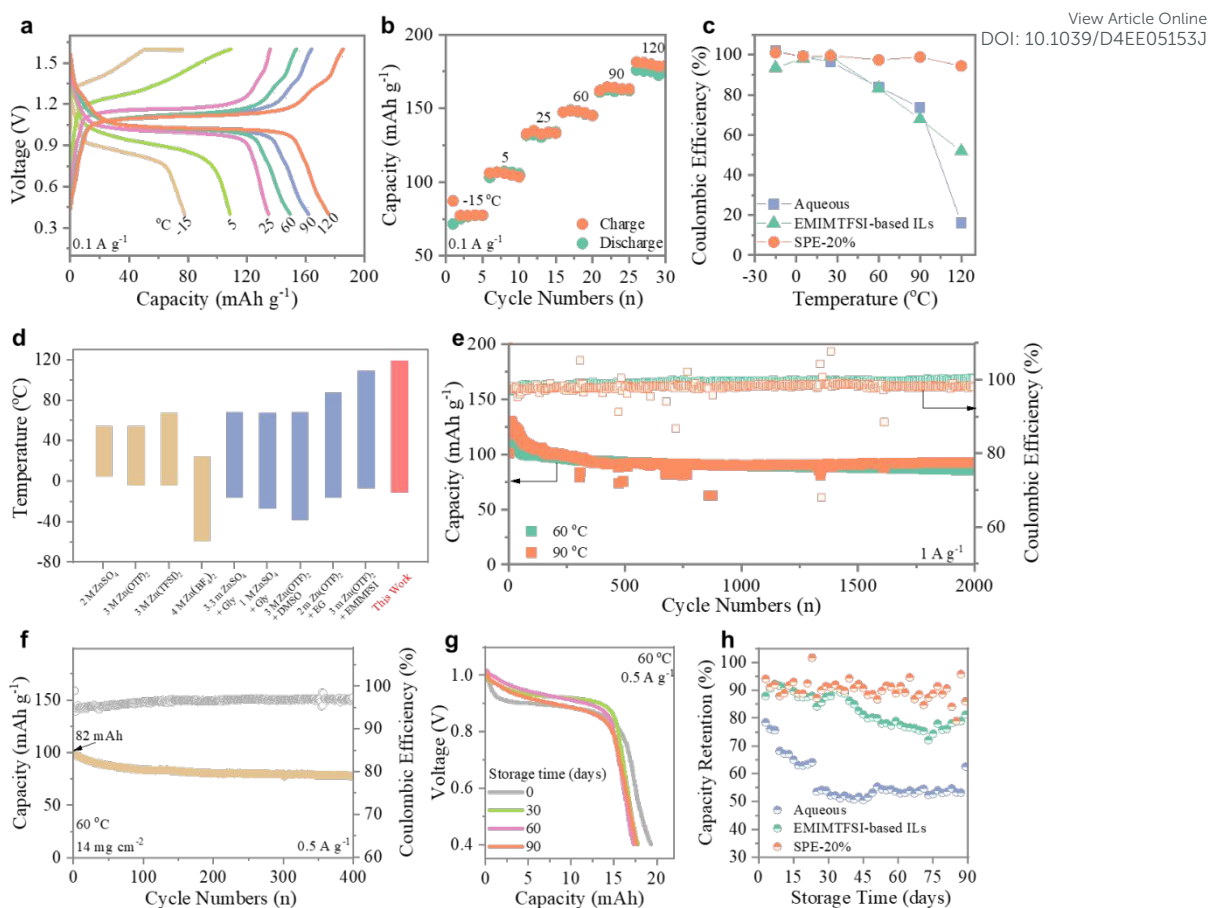 View Article Online
DOI: 10.1039/D4EE05153J
a
1.5
1.2
0.9
0.6
0.3
Voltage (V)
°C
-15
5
25
60
90
120
0.1 A g⁻¹
0
40
80
120
160
200
Capacity (mAh g⁻¹)
b
200
150
100
50
Capacity (mAh g⁻¹)
-15 °C
5
25
60
90
120
Charge
Discharge
0.1 A g⁻¹
0
5
10
15
20
25
30
Cycle Numbers (n)
c
100
80
60
40
20
0
Coulombic Efficiency (%)
Aqueous
EMIMTFSI-based ILs
SPE-20%
-30
0
30
60
90
120
Temperature (°C)
d
120
80
40
0
-40
-80
Temperature (°C)
2 M ZnSO₄
3 M Zn(OTF)₂
3 M Zn(TFSI)₂
4 M Zn(BF₄)₂
3.3 m ZnSO₄
+ Gly
1 M ZnSO₄
+ Gly
3 M Zn(OTF)₂
+ DMSO
2 m Zn(OTF)₂
+ EG
3 m Zn(OTF)₂
+ EMIMFSI
This Work
e
200
150
100
50
0
Capacity (mAh g⁻¹)
60 °C
90 °C
1 A g⁻¹
100
80
60
Coulombic Efficiency (%)
0
500
1000
1500
2000
Cycle Numbers (n)
f
200
150
100
50
0
Capacity (mAh g⁻¹)
82 mAh
60 °C
14 mg cm⁻²
0.5 A g⁻¹
100
90
80
70
60
Coulombic Efficiency (%)
0
100
200
300
400
Cycle Numbers (n)
g
1.0
0.8
0.6
0.4
Voltage (V)
60 °C
0.5 A g⁻¹
Storage time (days)
0
30
60
90
0
5
10
15
20
Capacity (mAh)
h
100
90
80
70
60
50
40
30
Capacity Retention (%)
Aqueous
EMIMTFSI-based ILs
SPE-20%
0
15
30
45
60
75
90
Storage Time (days)